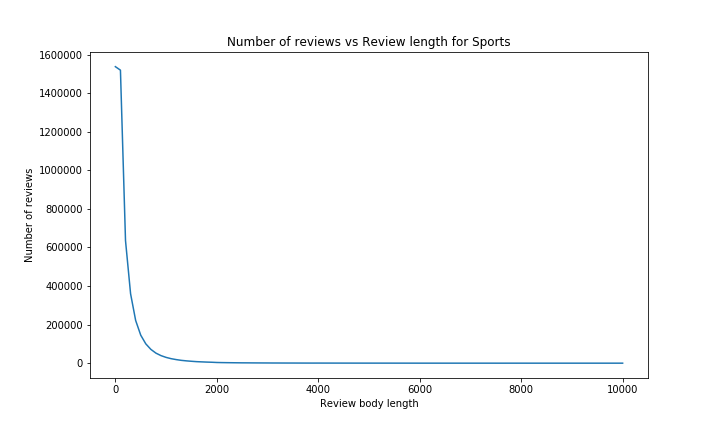 Number of reviews vs Review length for Sports
1600000
1400000
1200000
1000000
800000
600000
400000
200000
0
Number of reviews
0 2000 4000 6000 8000 10000
Review body length